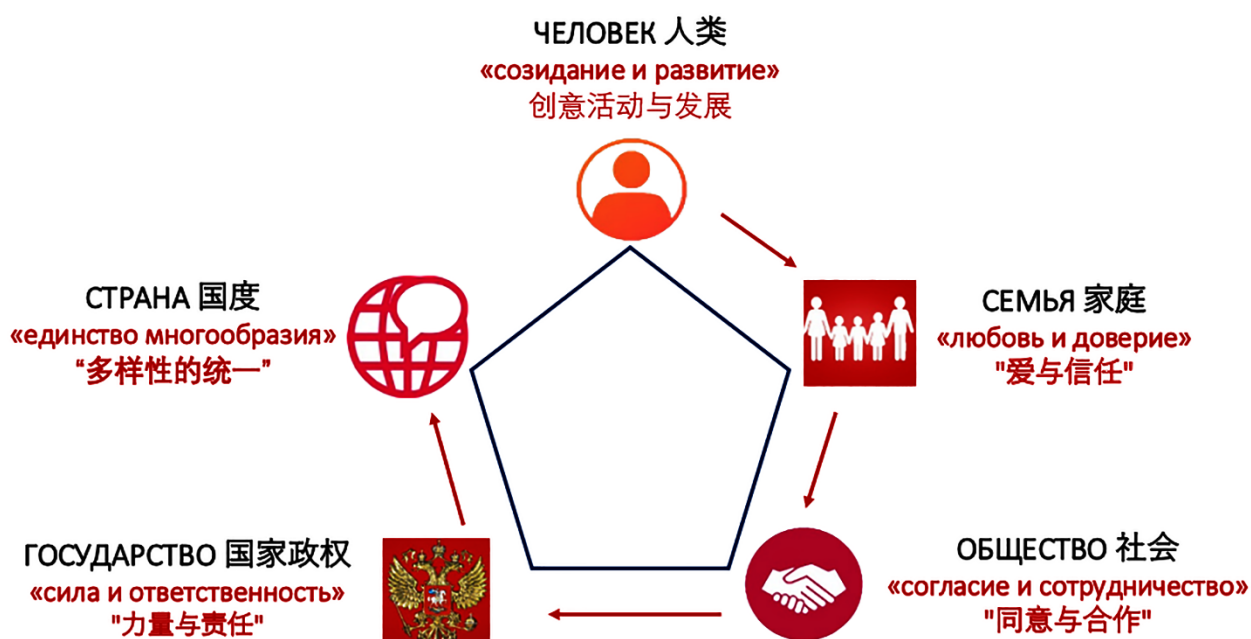 ЧЕЛОВЕК 人类
«созидание и развитие»
创意活动与发展
СТРАНА 国度
«единство многообразия»
“多样性的统一”
СЕМЬЯ 家庭
«любовь и доверие»
"爱与信任"
ГОСУДАРСТВО 国家政权
«сила и ответственность»
"力量与责任"
ОБЩЕСТВО 社会
«согласие и сотрудничество»
"同意与合作"